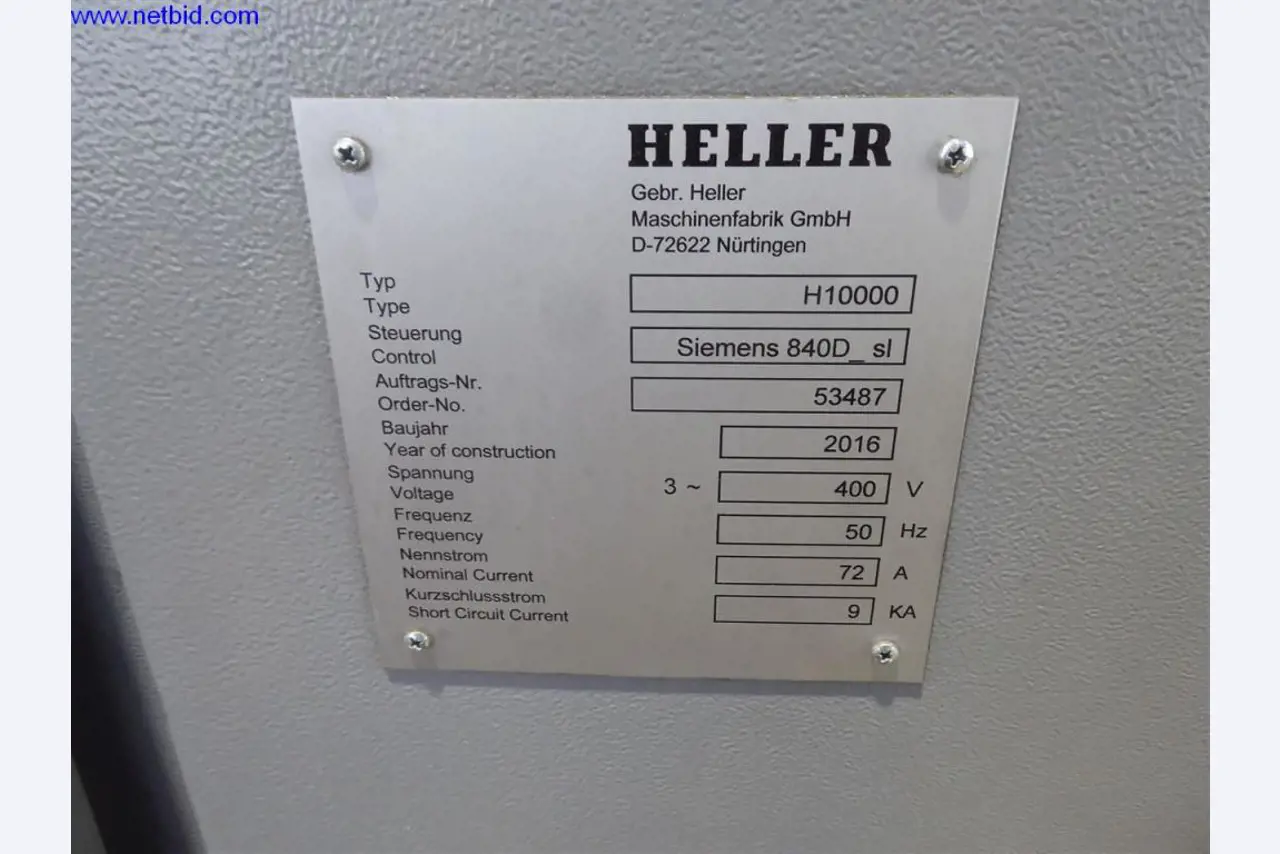 www.netbid.com
HELLER
Gebr. Heller
Maschinenfabrik GmbH
D-72622 Nürtingen
Typ
Type
H10000
Steuerung
Control
Siemens 840D_ sl
Auftrags-Nr.
Order-No.
53487
Baujahr
Year of construction
2016
Spannung
Voltage
3 ~ 400 V
Frequenz
Frequency
50 Hz
Nennstrom
Nominal Current
72 A
Kurzschlussstrom
Short Circuit Current
9 KA